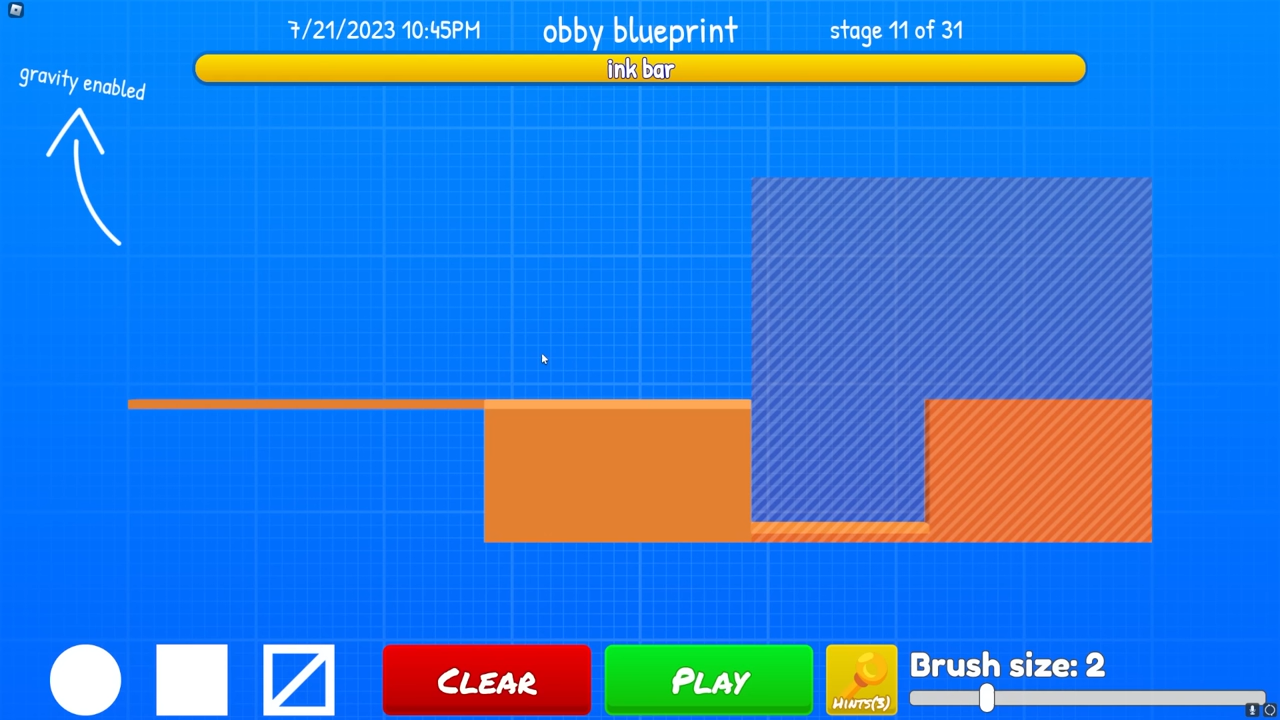 7/21/2023 10:45PM
obby blueprint
stage 11 of 31
ink bar
gravity enabled
CLEAR
PLAY
HINTS(3)
Brush size: 2